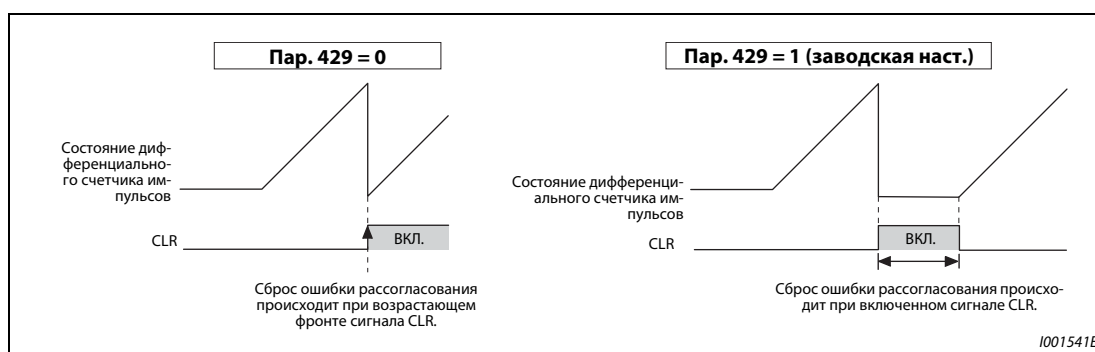 Пар. 429 = 0
Состояние диф-
ференциально-
го счетчика им-
пульсов
CLR
ВКЛ.
Сброс ошибки рассогласования
происходит при возрастающем
фронте сигнала CLR.
Пар. 429 = 1 (заводская наст.)
Состояние дифференци-
ального счетчика им-
пульсов
CLR
ВКЛ.
Сброс ошибки рассогласования происхо-
дит при включенном сигнале CLR.
I001541E